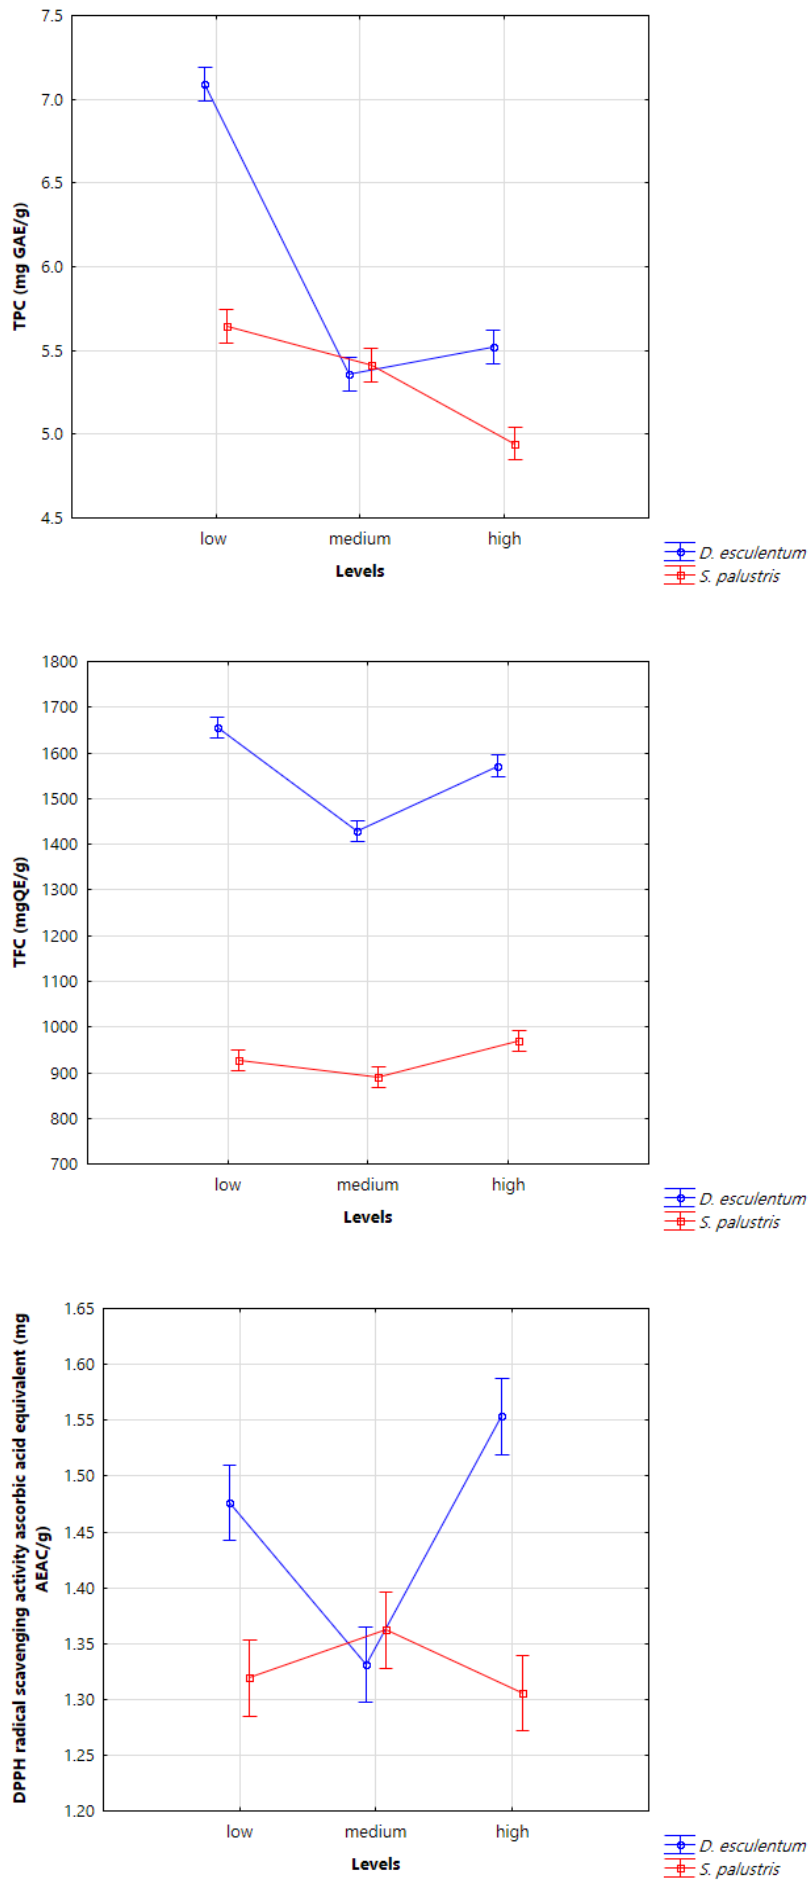 7.5
7.0
6.5
6.0
5.5
5.0
4.5
TPC (mg GAE/g)
low medium high
Levels
D. esculentum
S. palustris
1800
1700
1600
1500
1400
1300
1200
1100
1000
900
800
700
TFC (mgQE/g)
low medium high
Levels
D. esculentum
S. palustris
1.65
1.60
1.55
1.50
1.45
1.40
1.35
1.30
1.25
1.20
DPPH radical scavenging activity ascorbic acid equivalent (mg
AEAC/g)
low medium high
Levels
D. esculentum
S. palustris